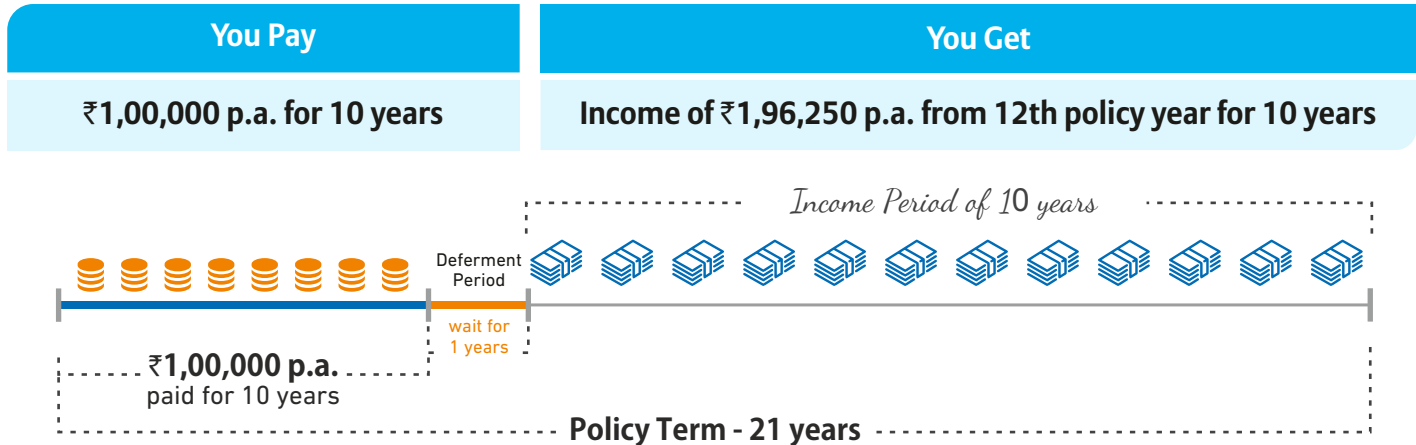 You Pay
You Get
₹1,00,000 p.a. for 10 years
Income of ₹1,96,250 p.a. from 12th policy year for 10 years
Income Period of 10 years
Deferment
Period
wait for
1 years
₹1,00,000 p.a.
paid for 10 years
Policy Term - 21 years